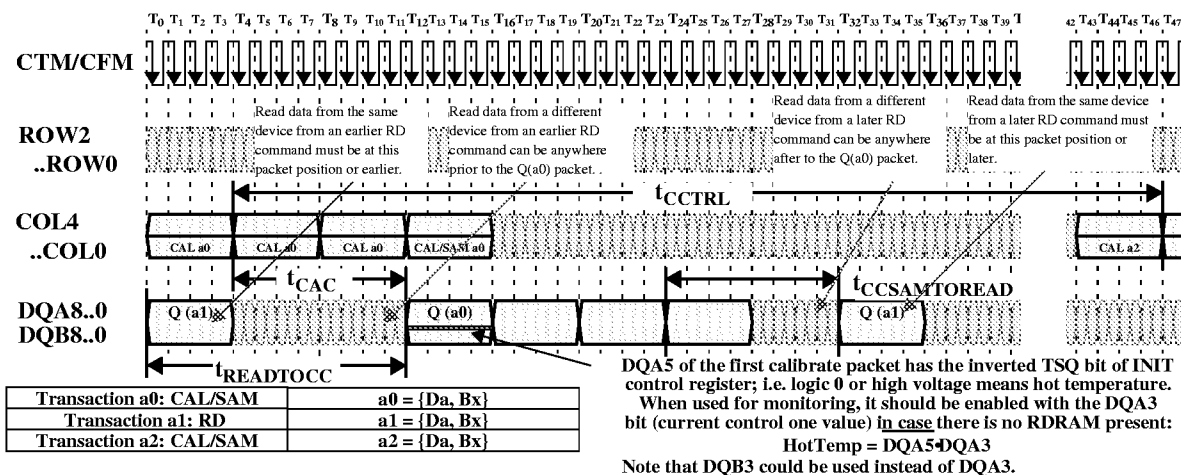 T0 T1 T2 T3 T4 T5 T6 T7 T8 T9 T10 T11 T12 T13 T14 T15 T16 T17 T18 T19 T20 T21 T22 T23 T24 T25 T26 T27 T28 T29 T30 T31 T32 T33 T34 T35 T36 T37 T38 T39 T 42 T43 T44 T45 T46 T47
CTM/CFM
Read data from the same
device from an earlier RD
command must be at this
packet position or earlier.
Read data from a different
device from an earlier RD
command can be anywhere
prior to the Q(a0) packet. .
Read data from a different
device from a later RD
command can be anywhere
after to the Q(a0) packet.
Read data from the same device
from a later RD command must
be at this packet position or
later.
ROW2
..ROW0
tCCTRL
COL4
..COL0
CAL a0 CAL a0 CAL a0 CAL/SAM a0 CAL a2
tCAC
tCCSAMTOREAD
DQA8..0
DQB8..0
Q (a1) Q (a0) Q (a1)
tREADTOCC
DQA5 of the first calibrate packet has the inverted TSQ bit of INIT
control register; i.e. logic 0 or high voltage means hot temperature.
When used for monitoring, it should be enabled with the DQA3
bit (current control one value) in case there is no RDRAM present:
HotTemp = DQA5•DQA3
Note that DQB3 could be used instead of DQA3.
Transaction a0: CAL/SAM a0 = {Da, Bx}
Transaction a1: RD a1 = {Da, Bx}
Transaction a2: CAL/SAM a2 = {Da, Bx}